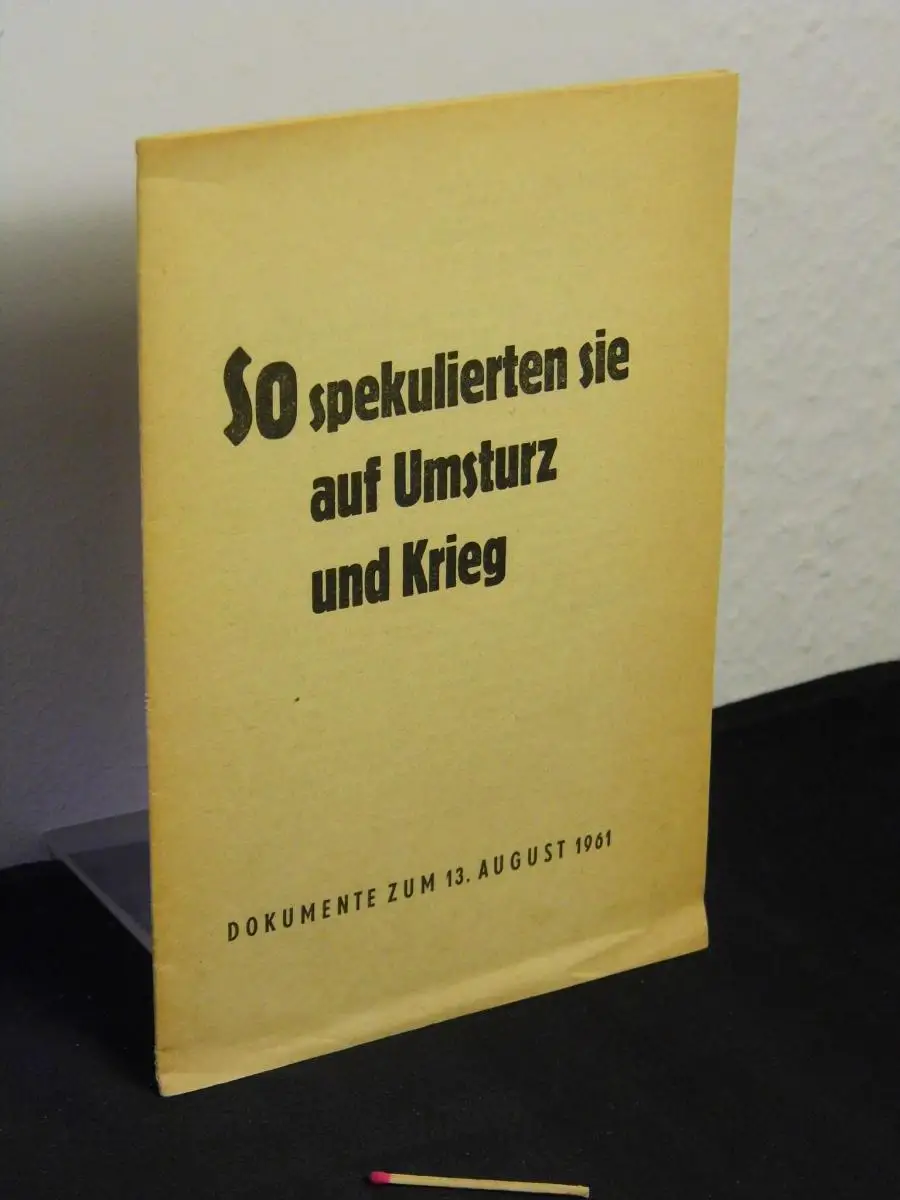 So spekulierten sie
auf Umsturz
und Krieg
DOKUMENTE ZUM 13. AUGUST 1961